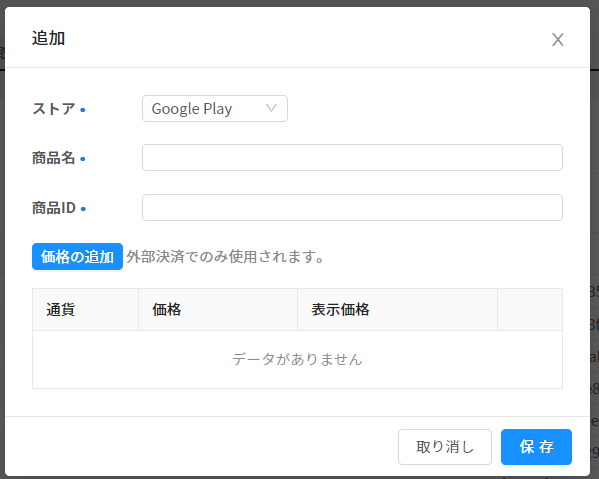 追加
ストア
Google Play
商品名
商品ID
価格の追加 外部決済でのみ使用されます。
通貨 価格 表示価格
データがありません
取り消し 保存